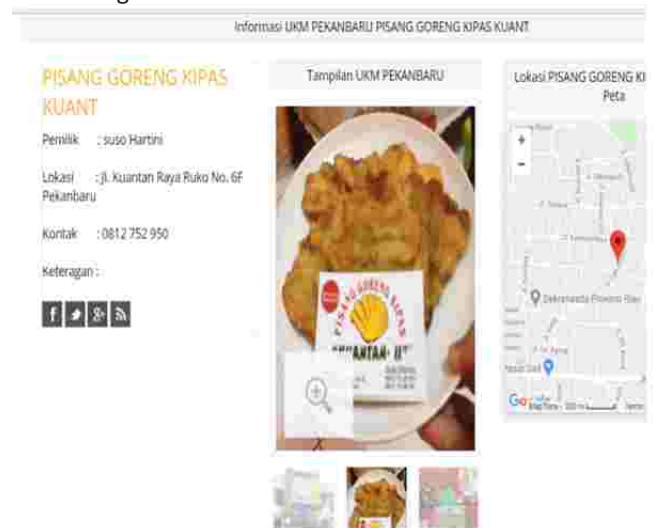 Informasi UKM PEKANBARU PISANG GORENG KIPAS KUANT
PISANG GORENG KIPAS
KUANT
Pemilik : suso Hartini
Lokasi : Jl. Kuantan Raya Ruko No. 6F
Pekanbaru
Kontak : 0812 752 950
Keteragan :
Tampilan UKM PEKANBARU
PISANG GORENG KIPAS
"KUANTAN- II"
Lokasi PISANG GORENG KI
Peta
+
-
Dekranasda Provinsi Riau